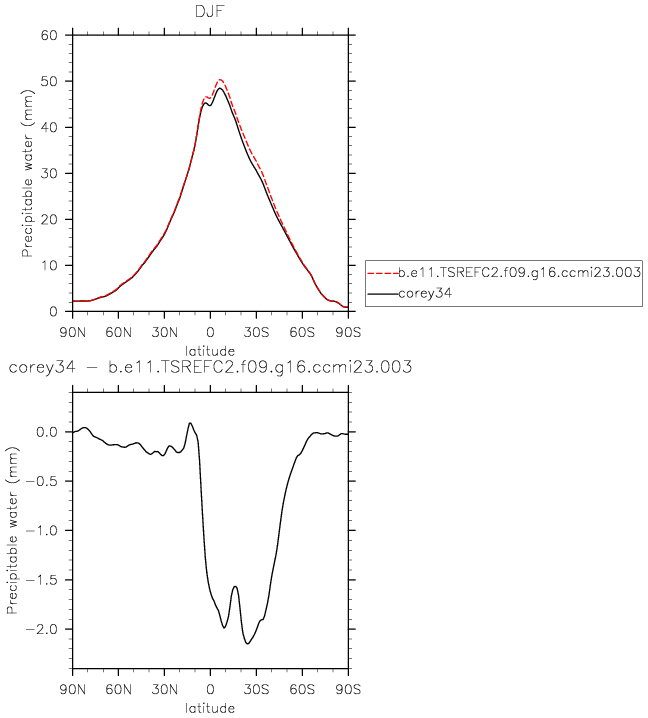 DJF
60
50
40
30
20
10
0
Precipitable water (mm)
90N 60N 30N 0 30S 60S 90S
latitude
b.e11.TSREFC2.f09.g16.ccmi23.003
corey34
corey34 − b.e11.TSREFC2.f09.g16.ccmi23.003
0.0
−0.5
−1.0
−1.5
−2.0
Precipitable water (mm)
90N 60N 30N 0 30S 60S 90S
latitude